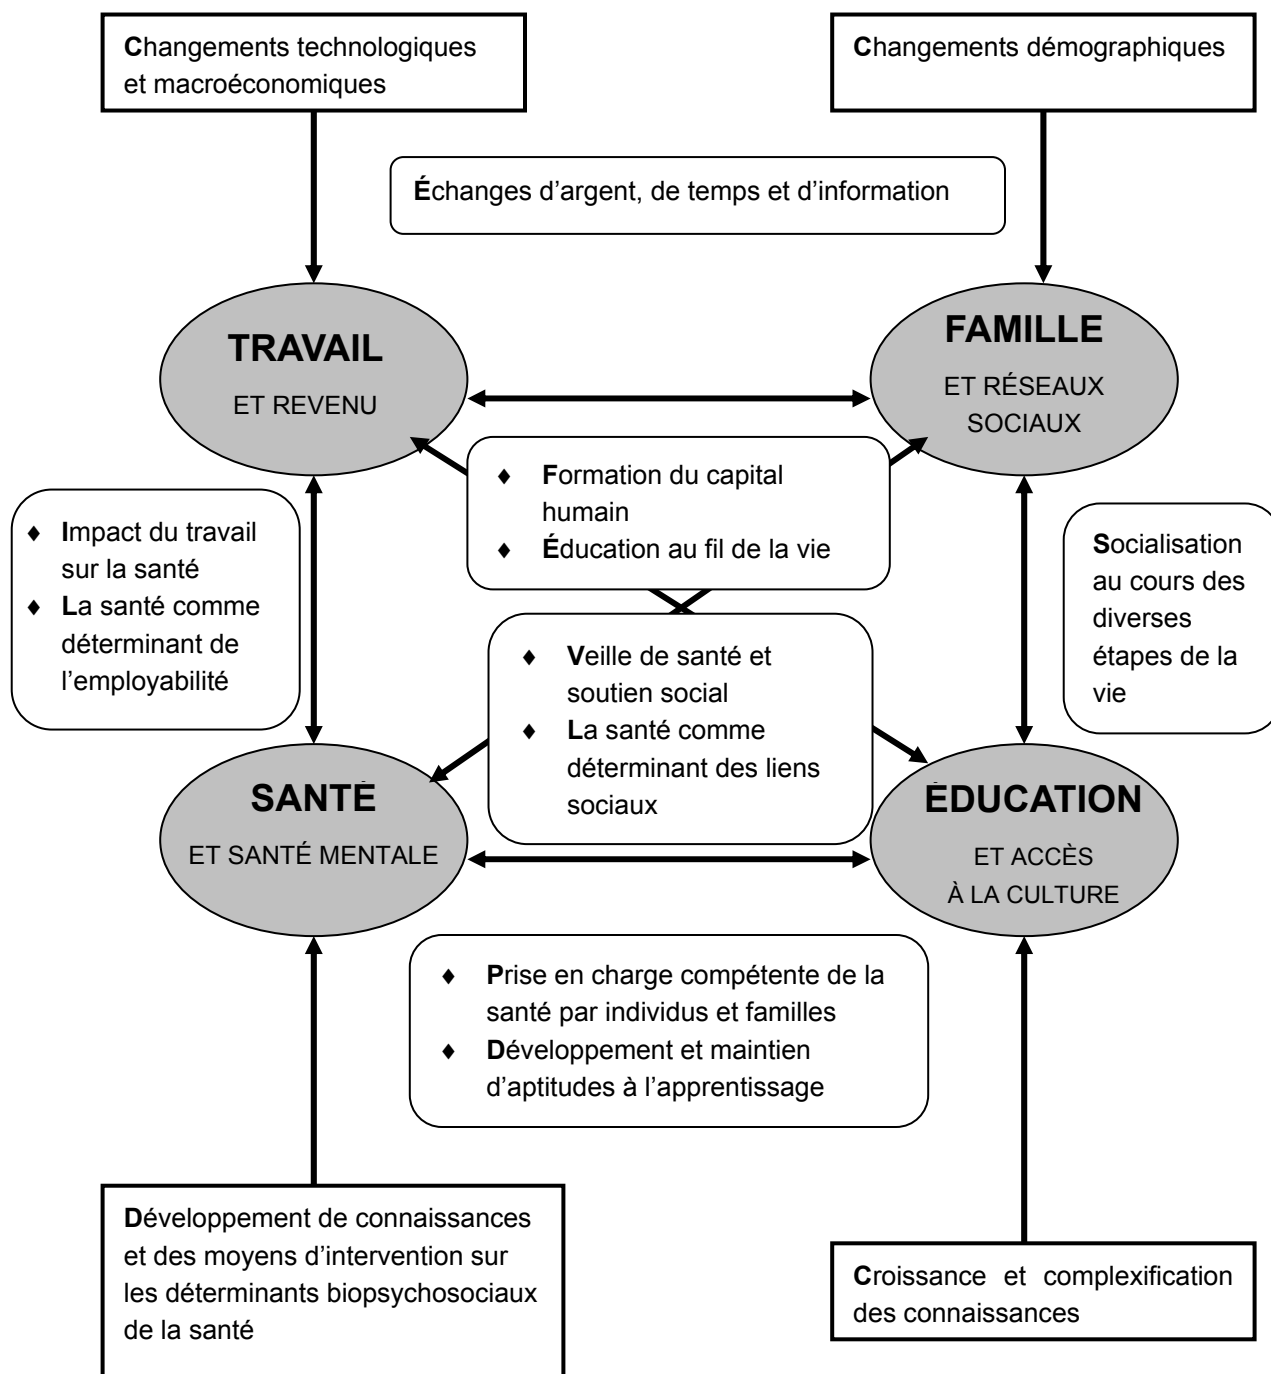 Changements technologiques
et macroéconomiques
Changements démographiques
Échanges d’argent, de temps et d’information
TRAVAIL
ET REVENU
FAMILLE
ET RÉSEAUX
SOCIAUX
♦ Formation du capital
humain
♦ Éducation au fil de la vie
♦ Impact du travail
sur la santé
♦ La santé comme
déterminant de
l’employabilité
Socialisation
au cours des
diverses
étapes de la
vie
♦ Veille de santé et
soutien social
♦ La santé comme
déterminant des liens
sociaux
SANTÉ
ET SANTÉ MENTALE
ÉDUCATION
ET ACCÈS
À LA CULTURE
♦ Prise en charge compétente de la
santé par individus et familles
♦ Développement et maintien
d’aptitudes à l’apprentissage
Développement de connaissances
et des moyens d’intervention sur
les déterminants biopsychosociaux
de la santé
Croissance et complexification
des connaissances